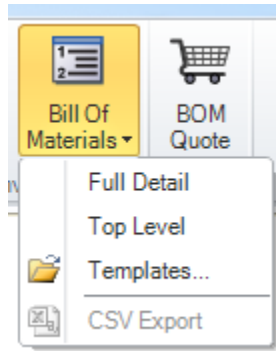 Bill Of
Materials
BOM
Quote
Full Detail
Top Level
Templates...
CSV Export